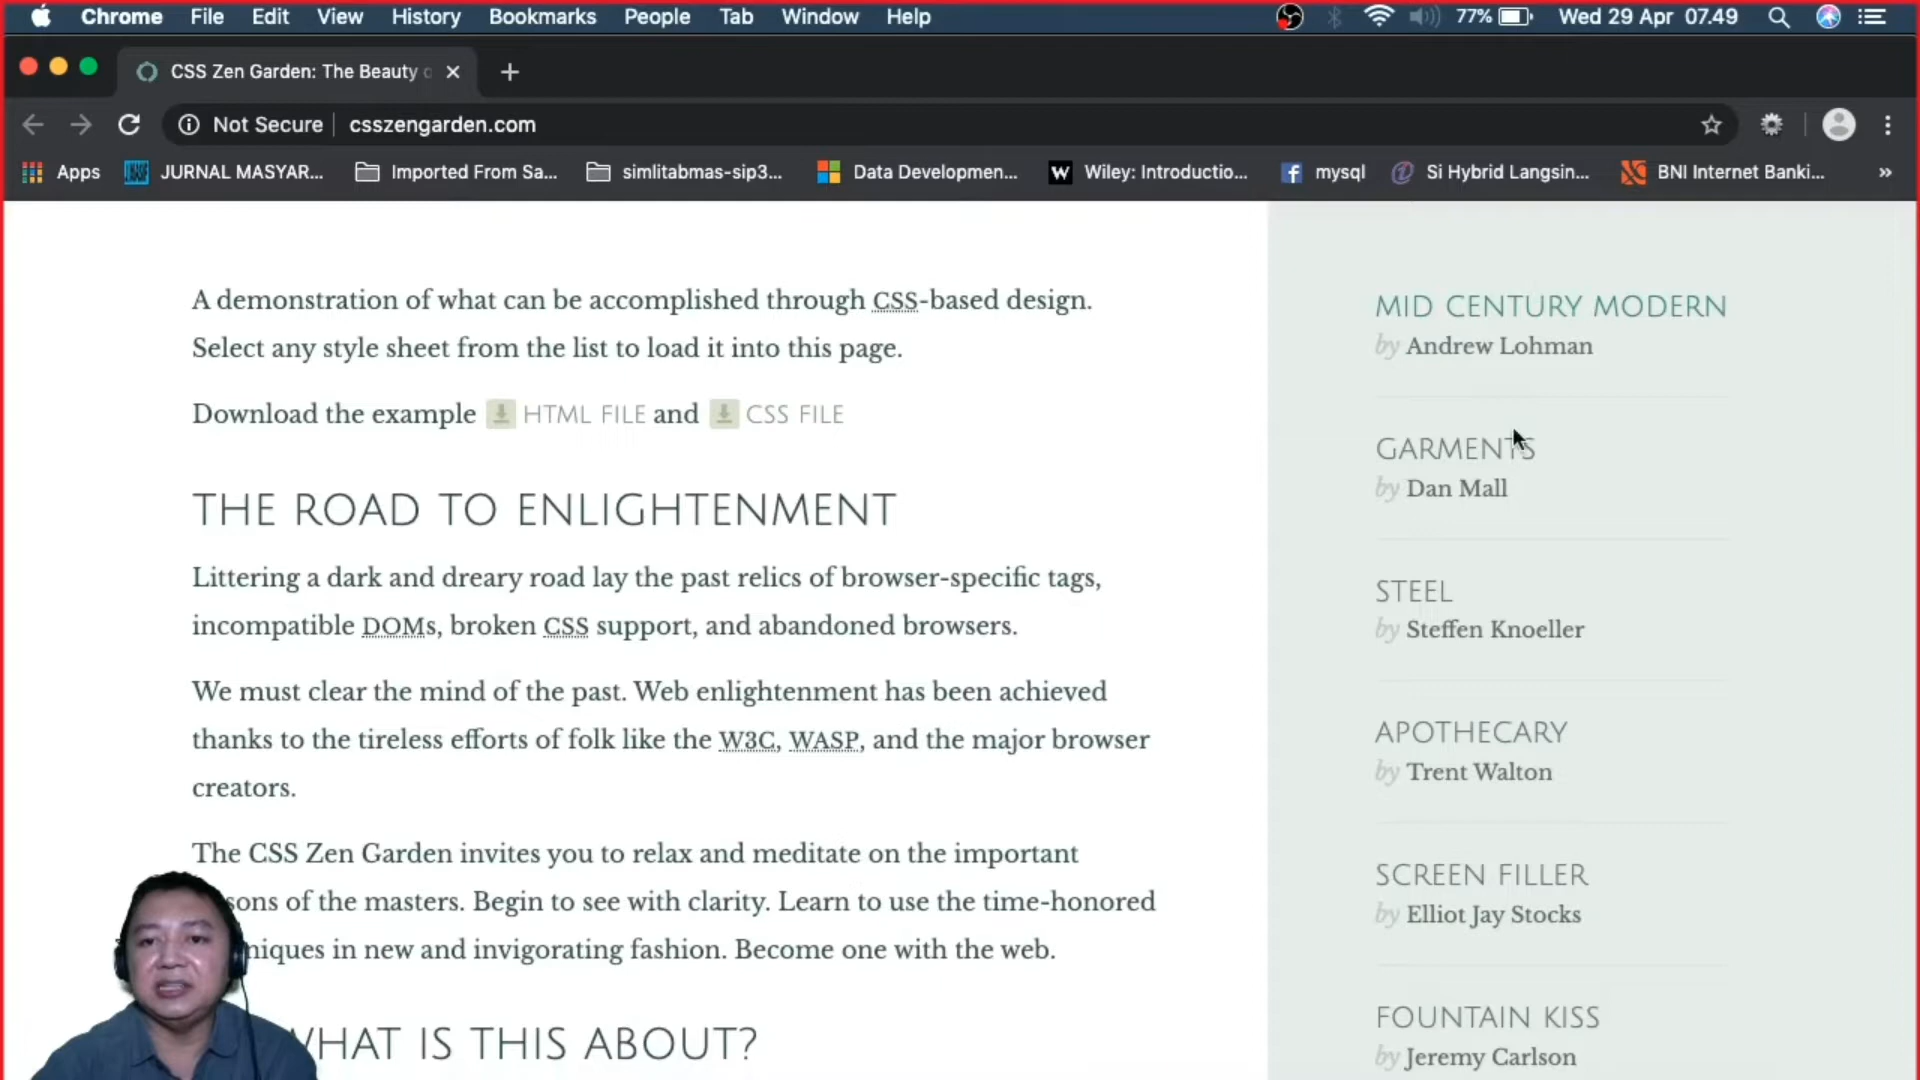 Chrome File Edit View History Bookmarks People Tab Window Help 77% Wed 29 Apr 07.49
CSS Zen Garden: The Beauty
Not Secure csszengarden.com
Apps JURNAL MASYAR... Imported From Sa... simlitabmas-sip3... Data Developmen... W Wiley: Introductio... mysql Si Hybrid Langsin... BNI Internet Banki... »
A demonstration of what can be accomplished through CSS-based design.
Select any style sheet from the list to load it into this page.
Download the example HTML FILE and CSS FILE
THE ROAD TO ENLIGHTENMENT
Littering a dark and dreary road lay the past relics of browser-specific tags,
incompatible DOMs, broken CSS support, and abandoned browsers.
We must clear the mind of the past. Web enlightenment has been achieved
thanks to the tireless efforts of folk like the W3C, WASP, and the major browser
creators.
The CSS Zen Garden invites you to relax and meditate on the important
sons of the masters. Begin to see with clarity. Learn to use the time-honored
niques in new and invigorating fashion. Become one with the web.
WHAT IS THIS ABOUT?
MID CENTURY MODERN
by Andrew Lohman
GARMENTS
by Dan Mall
STEEL
by Steffen Knoeller
APOTHECARY
by Trent Walton
SCREEN FILLER
by Elliot Jay Stocks
FOUNTAIN KISS
by Jeremy Carlson